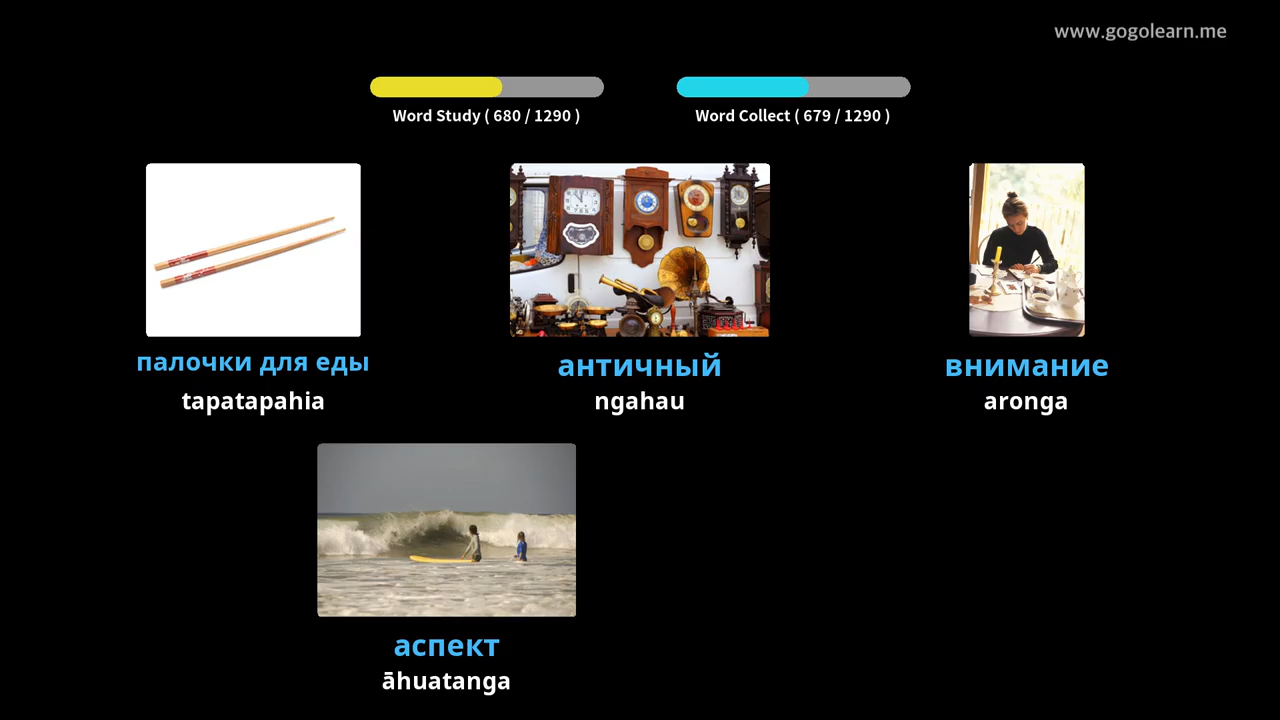 www.gogolearn.me
Word Study ( 680 / 1290 )
Word Collect ( 679 / 1290 )
палочки для еды
tapatapahia
античный
ngahau
внимание
aronga
аспект
āhuatanga